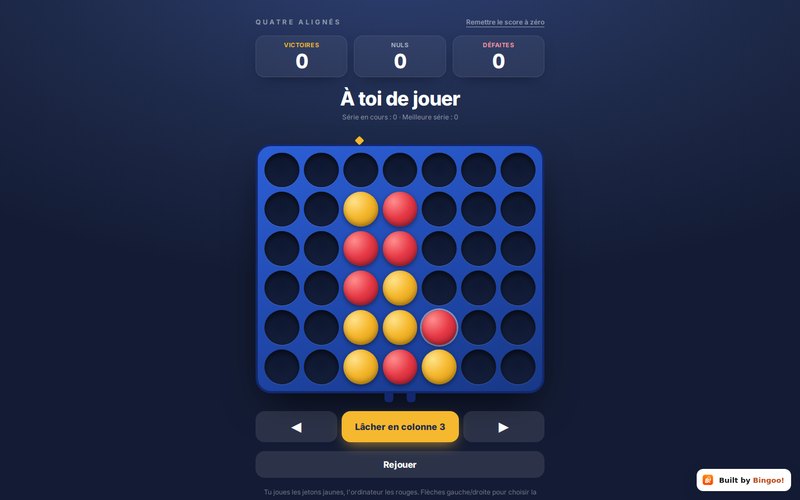 QUATRE ALIGNÉS
Remettre le score à zéro
VICTOIRES
NULS
DÉFAITES
0
0
0
À toi de jouer
Série en cours : 0 · Meilleure série : 0
◀
Lâcher en colonne 3
▶
Rejouer
Tu joues les jetons jaunes, l'ordinateur les rouges. Flèches gauche/droite pour choisir la
Built by Bingoo!